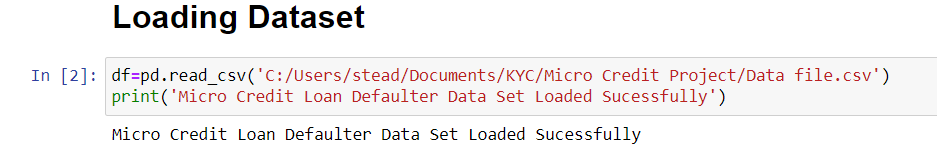 Loading Dataset
In [2]: df=pd.read_csv('C:/Users/stead/Documents/KYC/Micro Credit Project/Data file.csv')
print('Micro Credit Loan Defaulter Data Set Loaded Sucessfully')
Micro Credit Loan Defaulter Data Set Loaded Sucessfully